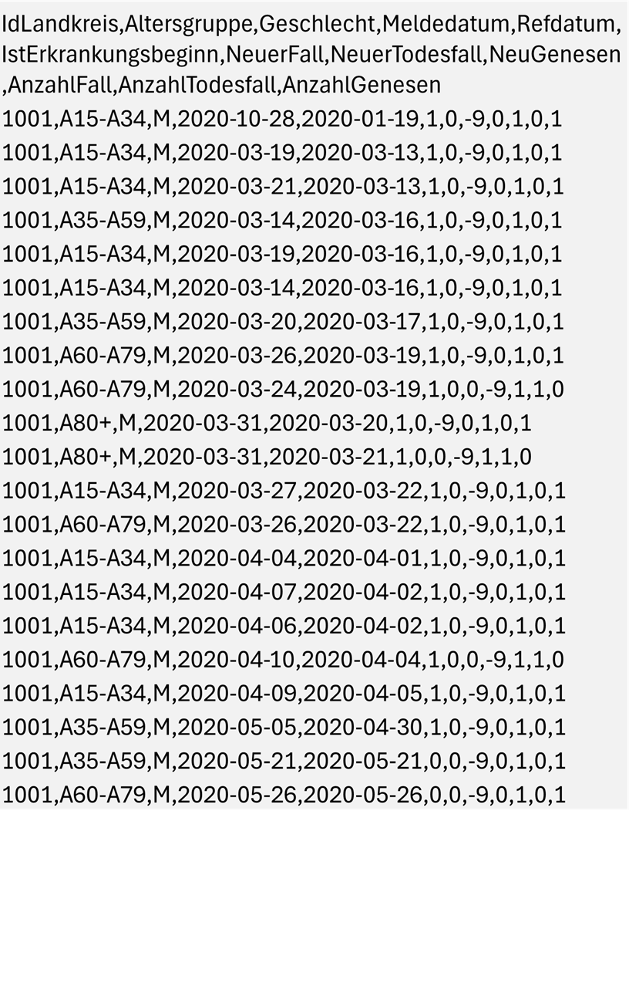 IdLandkreis,Altersgruppe,Geschlecht,Meldedatum,Refdatum,
IstErkrankungsbeginn,NeuerFall,NeuerTodesfall,NeuGenesen
,AnzahlFall,AnzahlTodesfall,AnzahlGenesen
1001,A15-A34,M,2020-10-28,2020-01-19,1,0,-9,0,1,0,1
1001,A15-A34,M,2020-03-19,2020-03-13,1,0,-9,0,1,0,1
1001,A15-A34,M,2020-03-21,2020-03-13,1,0,-9,0,1,0,1
1001,A35-A59,M,2020-03-14,2020-03-16,1,0,-9,0,1,0,1
1001,A15-A34,M,2020-03-19,2020-03-16,1,0,-9,0,1,0,1
1001,A15-A34,M,2020-03-14,2020-03-16,1,0,-9,0,1,0,1
1001,A35-A59,M,2020-03-20,2020-03-17,1,0,-9,0,1,0,1
1001,A60-A79,M,2020-03-26,2020-03-19,1,0,-9,0,1,0,1
1001,A60-A79,M,2020-03-24,2020-03-19,1,0,0,-9,1,1,0
1001,A80+,M,2020-03-31,2020-03-20,1,0,-9,0,1,0,1
1001,A80+,M,2020-03-31,2020-03-21,1,0,0,-9,1,1,0
1001,A15-A34,M,2020-03-27,2020-03-22,1,0,-9,0,1,0,1
1001,A60-A79,M,2020-03-26,2020-03-22,1,0,-9,0,1,0,1
1001,A15-A34,M,2020-04-04,2020-04-01,1,0,-9,0,1,0,1
1001,A15-A34,M,2020-04-07,2020-04-02,1,0,-9,0,1,0,1
1001,A15-A34,M,2020-04-06,2020-04-02,1,0,-9,0,1,0,1
1001,A60-A79,M,2020-04-10,2020-04-04,1,0,0,-9,1,1,0
1001,A15-A34,M,2020-04-09,2020-04-05,1,0,-9,0,1,0,1
1001,A35-A59,M,2020-05-05,2020-04-30,1,0,-9,0,1,0,1
1001,A35-A59,M,2020-05-21,2020-05-21,0,0,-9,0,1,0,1
1001,A60-A79,M,2020-05-26,2020-05-26,0,0,-9,0,1,0,1